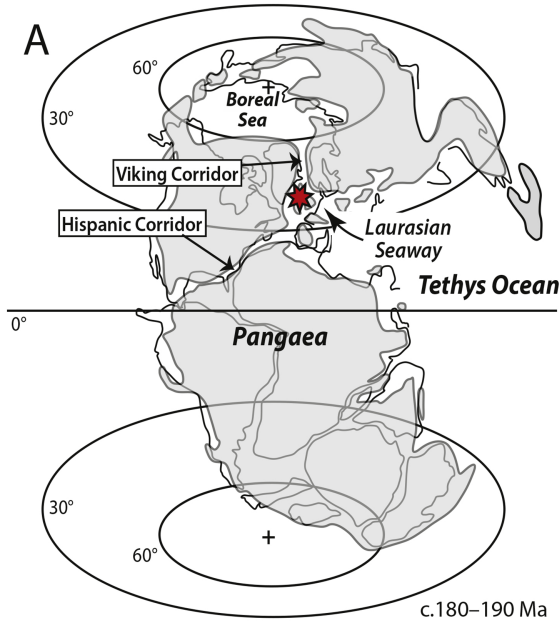 A
60°
Boreal
Sea
30°
Viking Corridor
Hispanic Corridor
Laurasian
Seaway
Tethys Ocean
0°
Pangaea
30°
60°
c.180–190 Ma